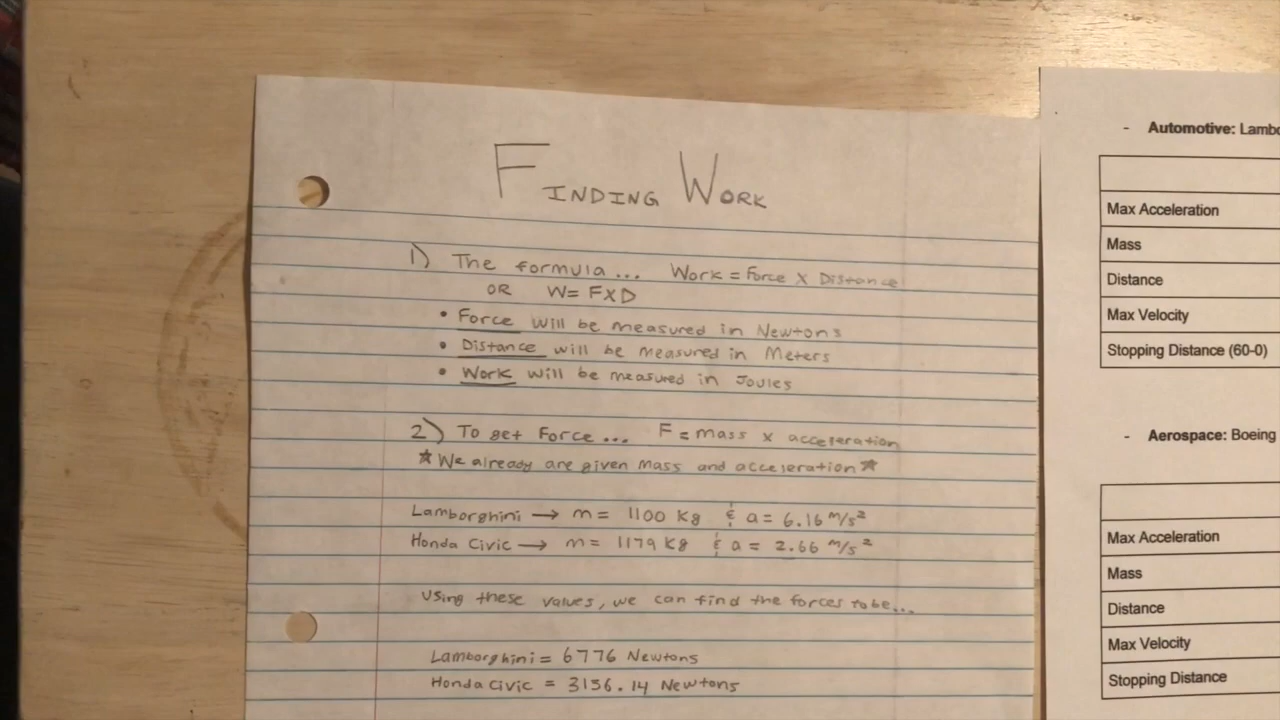 FINDING WORK
1) The formula... Work = Force X Distance
OR W= FXD
• Force will be measured in Newtons
• Distance will be measured in Meters
• Work will be measured in Joules
2) To get Force... F = mass x acceleration
*We already are given mass and acceleration*
Lamborghini → m = 1100 kg & a = 6.16 m/s²
Honda Civic → m = 1179 kg & a = 2.66 m/s²
Using these values, we can find the forces to be...
Lamborghini = 6776 Newtons
Honda Civic = 3136.14 Newtons
- Automotive: Lambo
Max Acceleration
Mass
Distance
Max Velocity
Stopping Distance (60-0)
- Aerospace: Boeing
Max Acceleration
Mass
Distance
Max Velocity
Stopping Distance